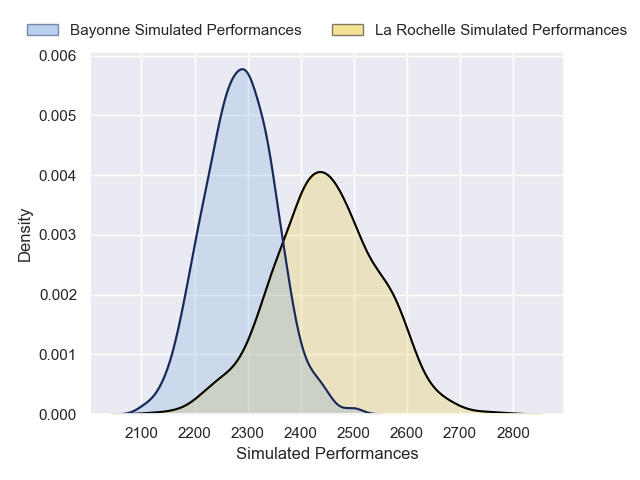 Bayonne Simulated Performances
La Rochelle Simulated Performances
0.006
0.005
0.004
0.003
0.002
0.001
0.000
Density
2100 2200 2300 2400 2500 2600 2700 2800
Simulated Performances